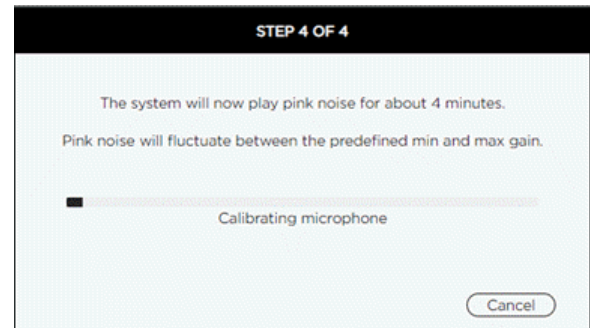 STEP 4 OF 4
The system will now play pink noise for about 4 minutes.
Pink noise will fluctuate between the predefined min and max gain.
Calibrating microphone
Cancel